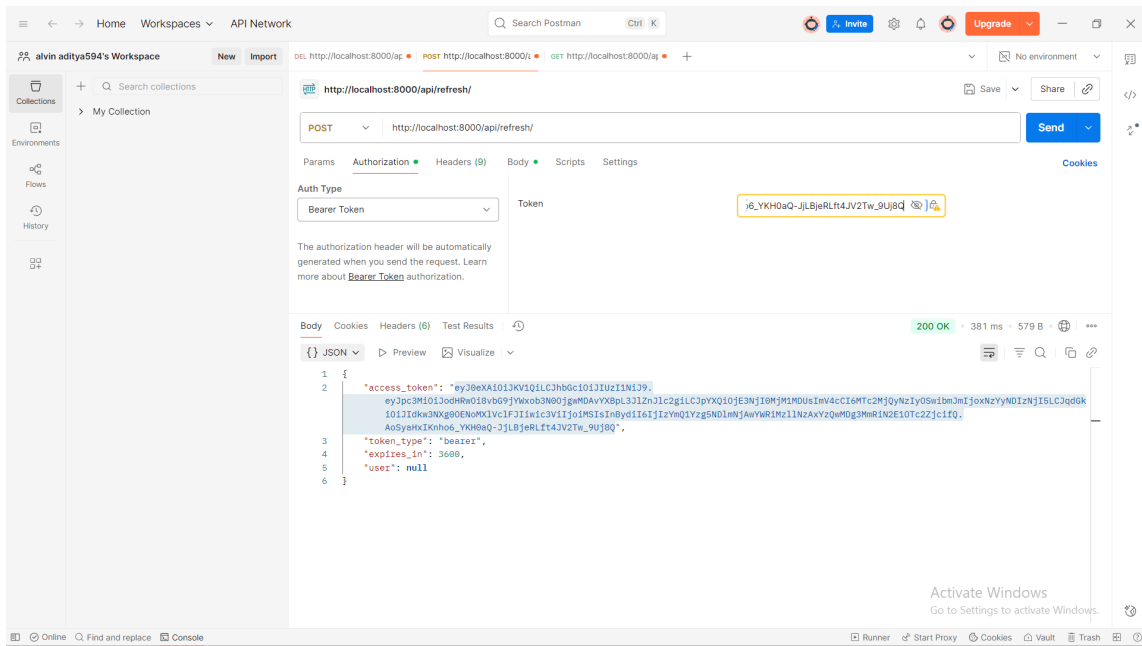 Home Workspaces API Network Search Postman Ctrl K Invite Upgrade
alvin aditya594's Workspace New Import DEL http://localhost:8000/ap POST http://localhost:8000/a GET http://localhost:8000/ap No environment
Collections
Environments
Flows
History
Search collections
My Collection
HTTP http://localhost:8000/api/refresh/ Save Share
POST http://localhost:8000/api/refresh/ Send
Params Authorization Headers (9) Body Scripts Settings Cookies
Auth Type
Bearer Token
Token
6_YKH0aQ-JjLBjeRLft4JV2Tw_9Uj8Q
The authorization header will be automatically
generated when you send the request. Learn
more about Bearer Token authorization.
Body Cookies Headers (6) Test Results 200 OK 381 ms 579 B
{} JSON Preview Visualize
1 {
2 "access_token": "eyJ0eXAiOiJKV1QiLCJhbGciOiJIUzI1NiJ9.
AoSyaHxIKnho6_YKH0aQ-JjLBjeRLft4JV2Tw_9Uj8Q",
3 "token_type": "bearer",
4 "expires_in": 3600,
5 "user": null
6 }
Activate Windows
Go to Settings to activate Windows.
Online Find and replace Console Runner Start Proxy Cookies Vault Trash